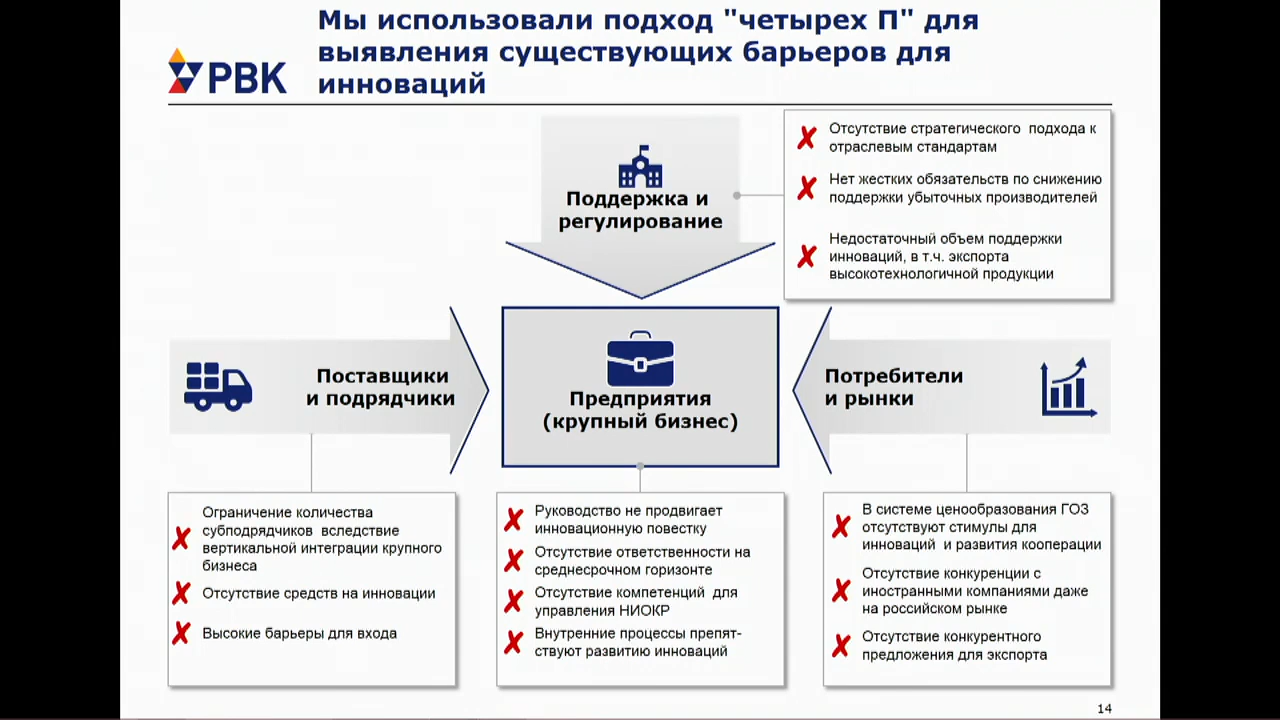 Мы использовали подход "четырех П" для
выявления существующих барьеров для
инноваций
РВК
Поддержка и
регулирование
Отсутствие стратегического подхода к
отраслевым стандартам
Нет жестких обязательств по снижению
поддержки убыточных производителей
Недостаточный объем поддержки
инноваций, в т.ч. экспорта
высокотехнологичной продукции
Поставщики
и подрядчики
Предприятия
(крупный бизнес)
Потребители
и рынки
Ограничение количества
субподрядчиков вследствие
вертикальной интеграции крупного
бизнеса
Отсутствие средств на инновации
Высокие барьеры для входа
Руководство не продвигает
инновационную повестку
Отсутствие ответственности на
среднесрочном горизонте
Отсутствие компетенций для
управления НИОКР
Внутренние процессы препят-
ствуют развитию инноваций
В системе ценообразования ГОЗ
отсутствуют стимулы для
инноваций и развития кооперации
Отсутствие конкуренции с
иностранными компаниями даже
на российском рынке
Отсутствие конкурентного
предложения для экспорта
14